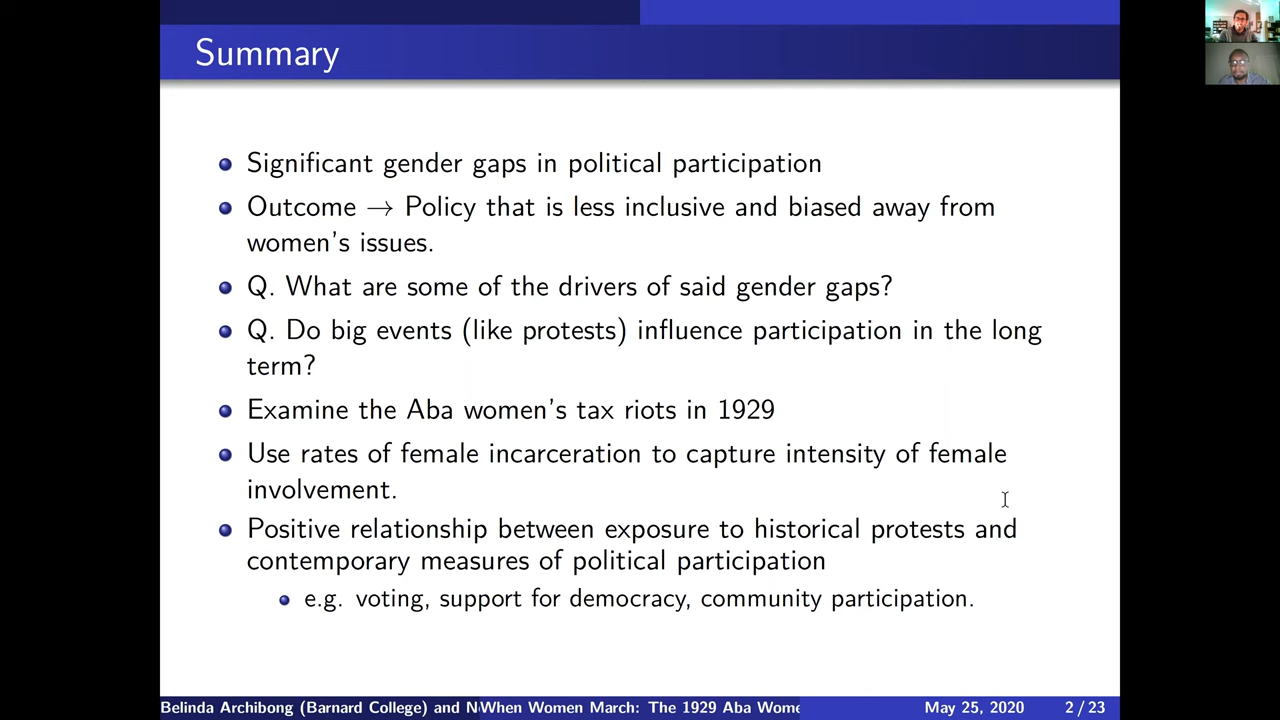 Summary
Significant gender gaps in political participation
Outcome → Policy that is less inclusive and biased away from
women's issues.
Q. What are some of the drivers of said gender gaps?
Q. Do big events (like protests) influence participation in the long
term?
Examine the Aba women's tax riots in 1929
Use rates of female incarceration to capture intensity of female
involvement.
Positive relationship between exposure to historical protests and
contemporary measures of political participation
e.g. voting, support for democracy, community participation.
Belinda Archibong (Barnard College) and N When Women March: The 1929 Aba Wome May 25, 2020 2 / 23